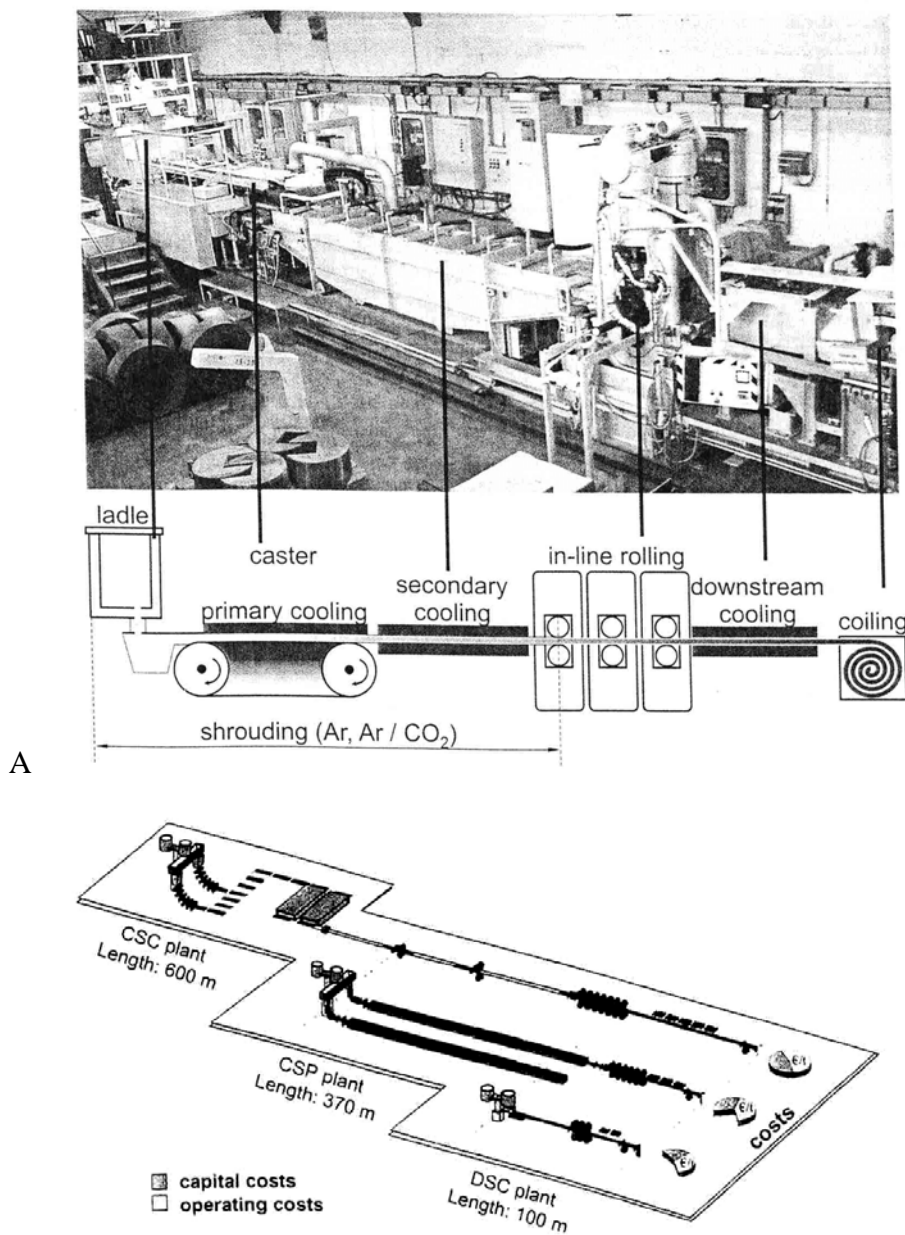 ladle
caster
in-line rolling
primary cooling
secondary
cooling
downstream
cooling
coiling
shrouding (Ar, Ar / CO₂)
A
CSC plant
Length: 600 m
CSP plant
Length: 370 m
DSC plant
Length: 100 m
€/t
€/t
€/t
costs
capital costs
operating costs